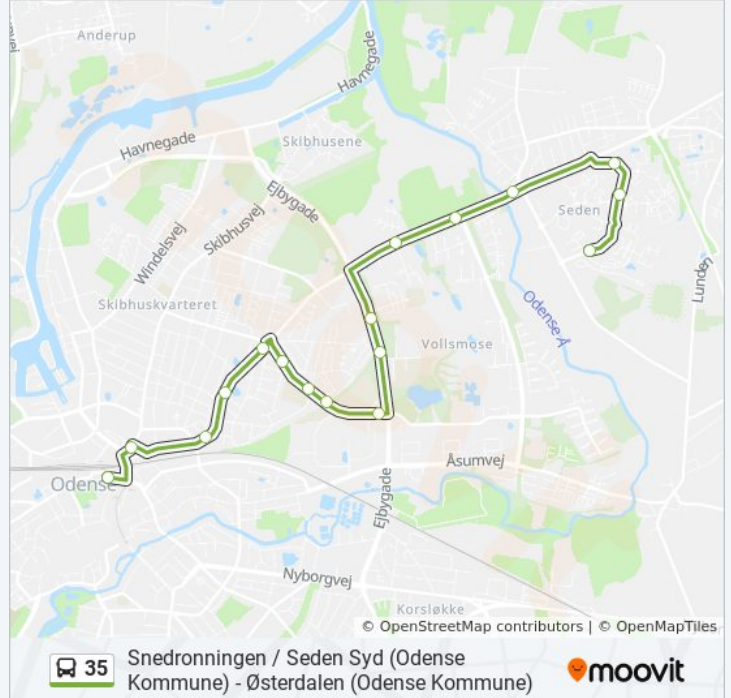 Anderup
Havnegade
Havnegade
Skibhusene
Ejbygade
Skibhusvej
Windelsvej
Seden
Skibhuskvarteret
Odense Å
Vollsmose
Åsumvej
Odense
Ejbygade
Nyborgvej
Korsløkke
© OpenStreetMap contributors | © OpenMapTiles
35
Snedronningen / Seden Syd (Odense
Kommune) - Østerdalen (Odense Kommune)
moovit